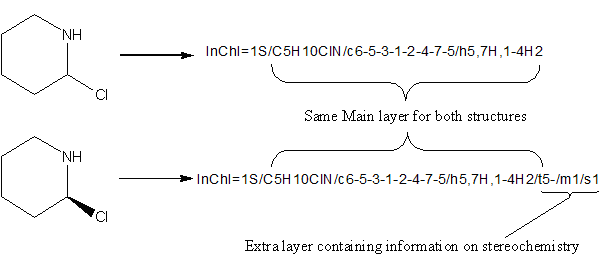 NH
InChI=1S/C5H10ClN/c6-5-3-1-2-4-7-5/h5,7H,1-4H2
Cl
Same Main layer for both structures
NH
InChI=1S/C5H10ClN/c6-5-3-1-2-4-7-5/h5,7H,1-4H2/t5-/m1/s1
Cl
Extra layer containing information on stereochemistry